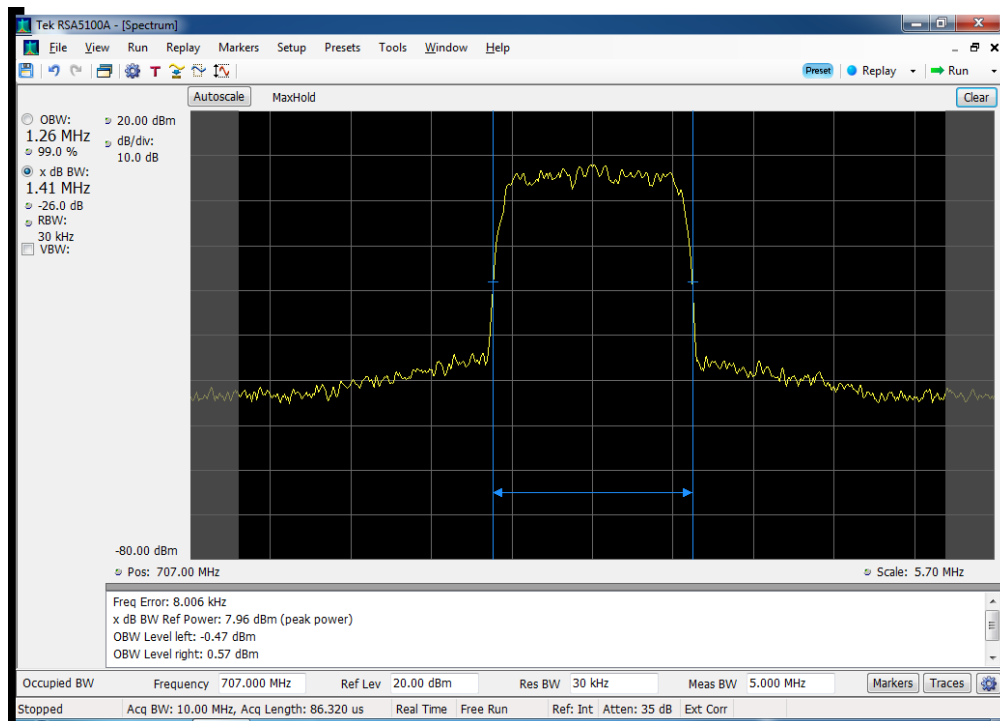 Tek RSA5100A - [Spectrum]
File View Run Replay Markers Setup Presets Tools Window Help
Preset Replay Run
Autoscale MaxHold Clear
OBW:
1.26 MHz
99.0 %
x dB BW:
1.41 MHz
-26.0 dB
RBW:
30 kHz
VBW:
20.00 dBm
dB/div:
10.0 dB
-80.00 dBm
Pos: 707.00 MHz Scale: 5.70 MHz
Freq Error: 8.006 kHz
x dB BW Ref Power: 7.96 dBm (peak power)
OBW Level left: -0.47 dBm
OBW Level right: 0.57 dBm
Occupied BW Frequency 707.000 MHz Ref Lev 20.00 dBm Res BW 30 kHz Meas BW 5.000 MHz Markers Traces
Stopped Acq BW: 10.00 MHz, Acq Length: 86.320 us Real Time Free Run Ref: Int Atten: 35 dB Ext Corr